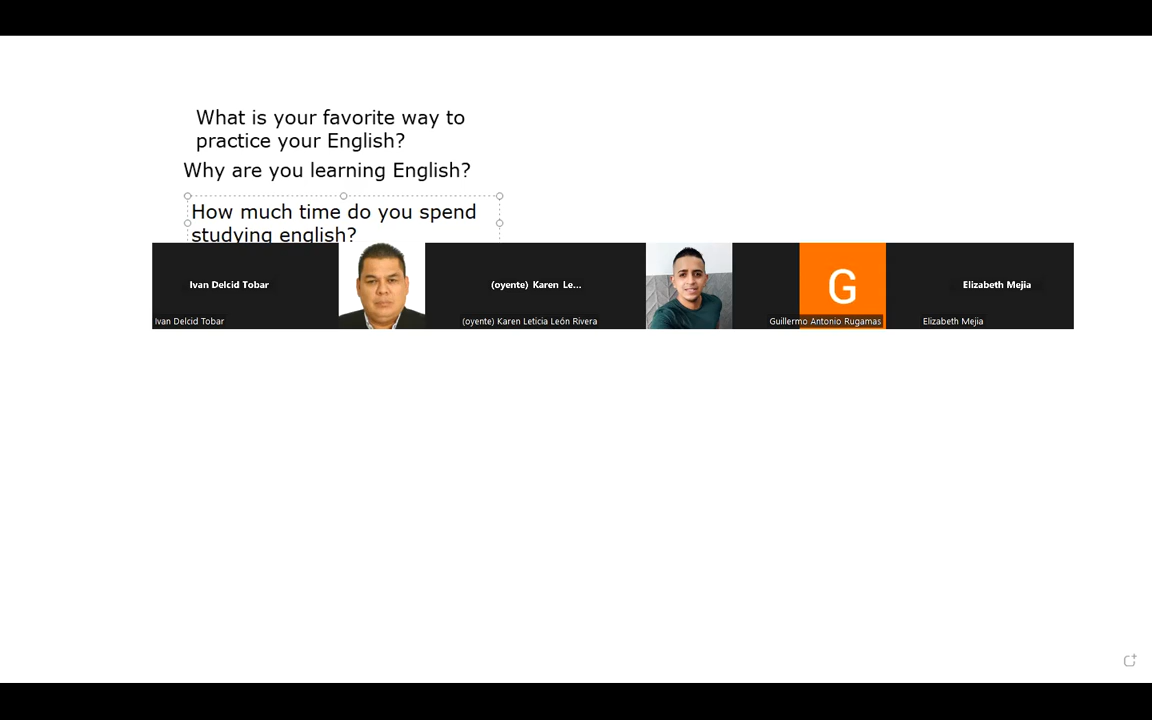 What is your favorite way to
practice your English?
Why are you learning English?
How much time do you spend
studying english?
Ivan Delcid Tobar
(oyente) Karen Le...
G
Elizabeth Mejia
Ivan Delcid Tobar
(oyente) Karen Leticia León Rivera
Guillermo Antonio Rugamas
Elizabeth Mejia